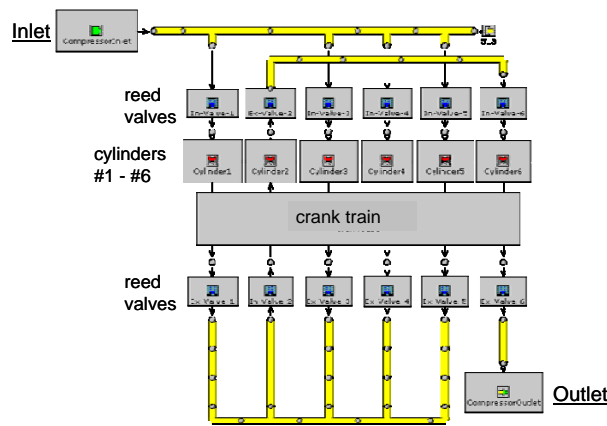 Inlet
CompressorInlet
reed
valves
In-Valve-1
Ex-Valve-2
In-Valve-3
In-Valve-4
In-Valve-5
In-Valve-6
cylinders
#1 - #6
Cylinder1
Cylinder2
Cylinder3
Cylinder4
Cylinder5
Cylinder6
crank train
reed
valves
Ex-Valve-1
In-Valve-2
Ex-Valve-3
Ex-Valve-4
Ex-Valve-5
Ex-Valve-6
CompressorOutlet
Outlet